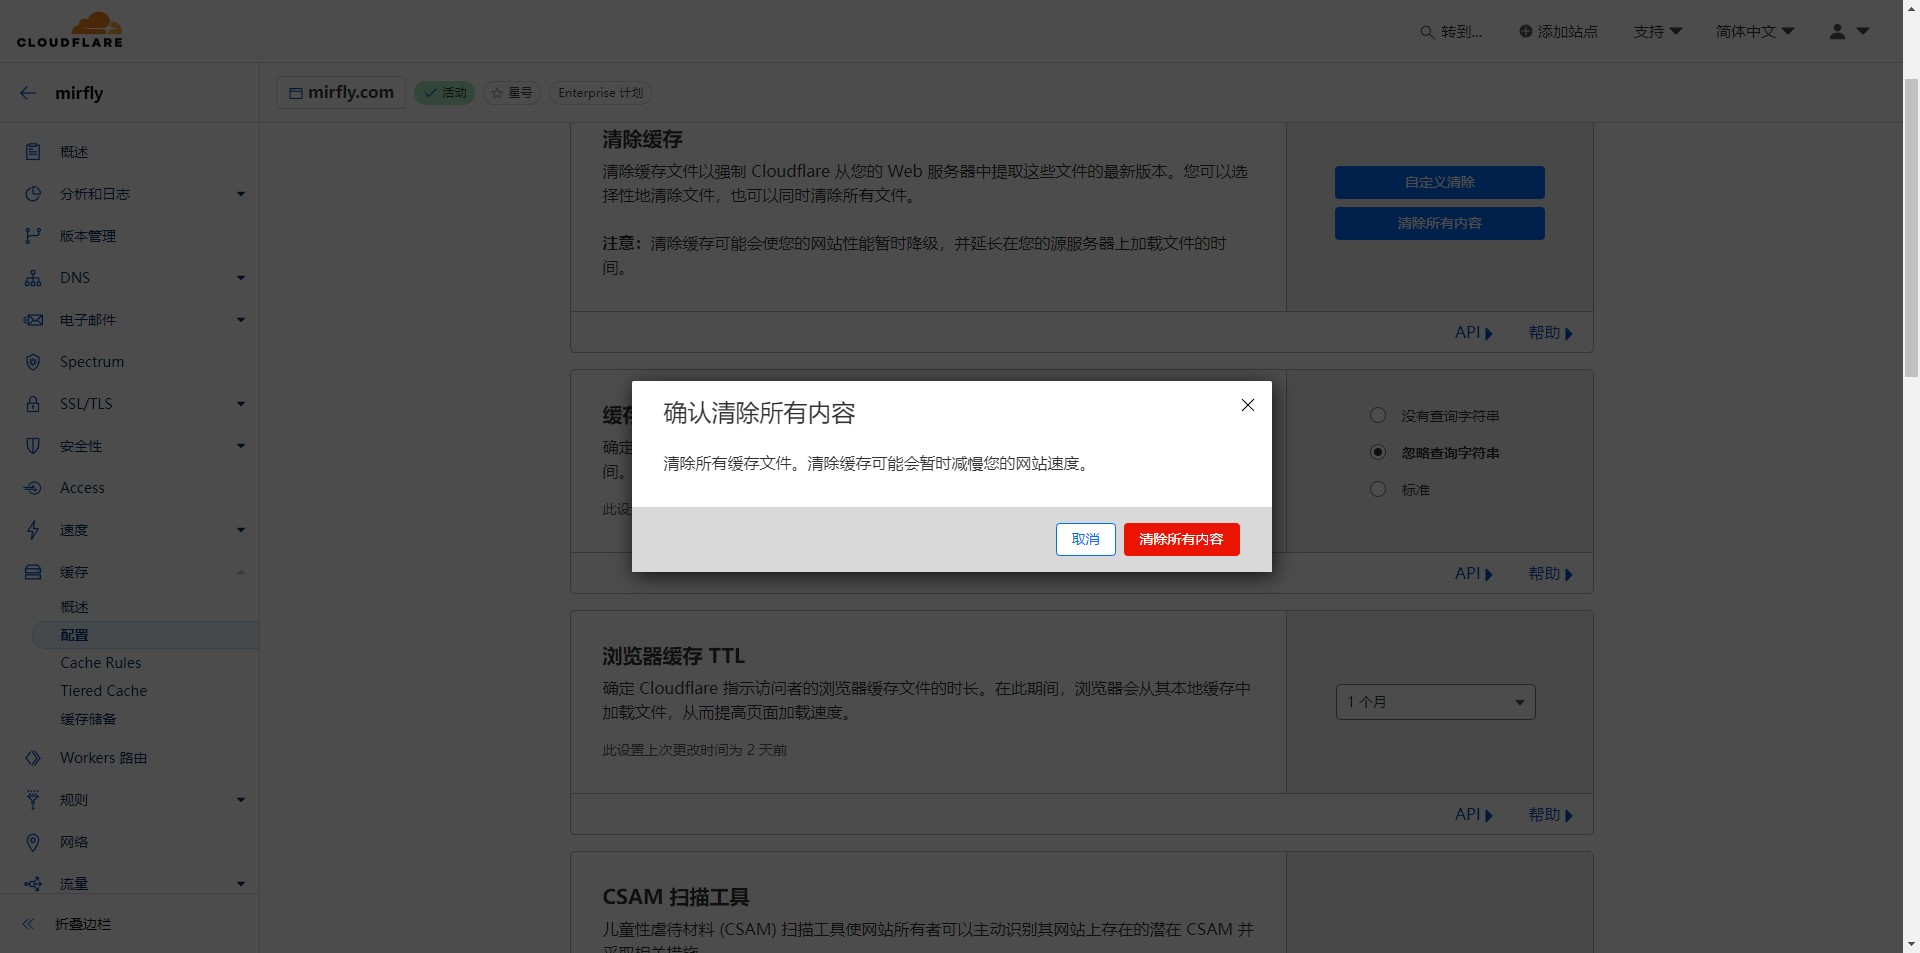 CLOUDFLARE
转到...
添加站点
支持
简体中文
mirfly
mirfly.com
活动
星号
Enterprise 计划
概述
分析和日志
版本管理
DNS
电子邮件
Spectrum
SSL/TLS
安全性
Access
速度
缓存
概述
配置
Cache Rules
Tiered Cache
缓存储备
Workers 路由
规则
网络
流量
折叠边栏
清除缓存
清除缓存文件以强制 Cloudflare 从您的 Web 服务器中提取这些文件的最新版本。您可以选
择性地清除文件，也可以同时清除所有文件。
注意：清除缓存可能会使您的网站性能暂时降级，并延长在您的源服务器上加载文件的时
间。
自定义清除
清除所有内容
API
帮助
缓存
确定
间。
此设
没有查询字符串
忽略查询字符串
标准
API
帮助
确认清除所有内容
清除所有缓存文件。清除缓存可能会暂时减慢您的网站速度。
取消
清除所有内容
浏览器缓存 TTL
确定 Cloudflare 指示访问者的浏览器缓存文件的时长。在此期间，浏览器会从其本地缓存中
加载文件，从而提高页面加载速度。
此设置上次更改时间为 2 天前
1 个月
API
帮助
CSAM 扫描工具
儿童性虐待材料 (CSAM) 扫描工具使网站所有者可以主动识别其网站上存在的潜在 CSAM 并
采取相关措施